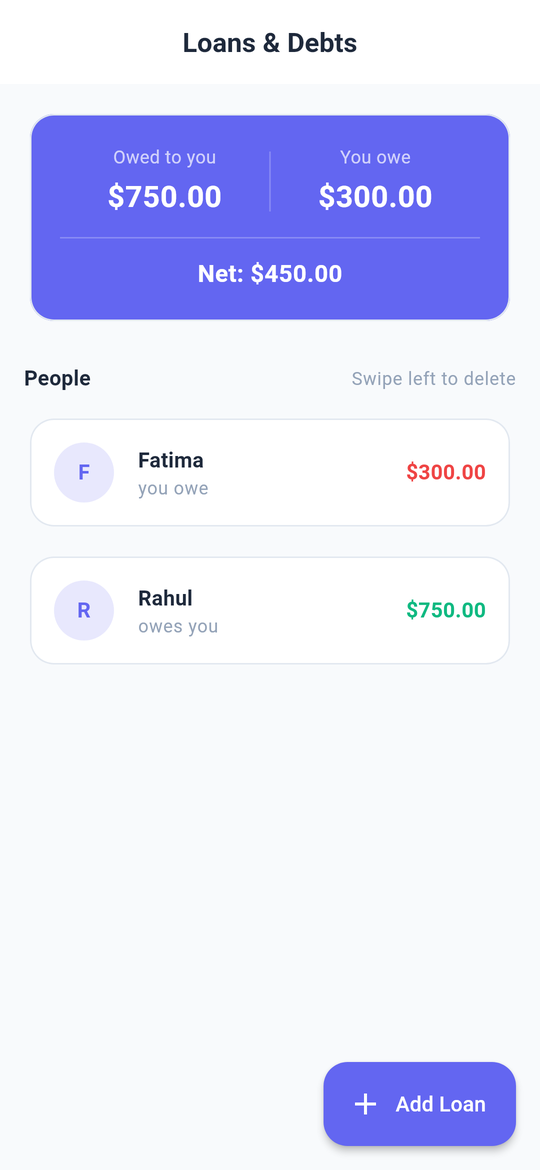 Loans & Debts
Owed to you
You owe
$750.00
$300.00
Net: $450.00
People
Swipe left to delete
F
Fatima
you owe
$300.00
R
Rahul
owes you
$750.00
+ Add Loan